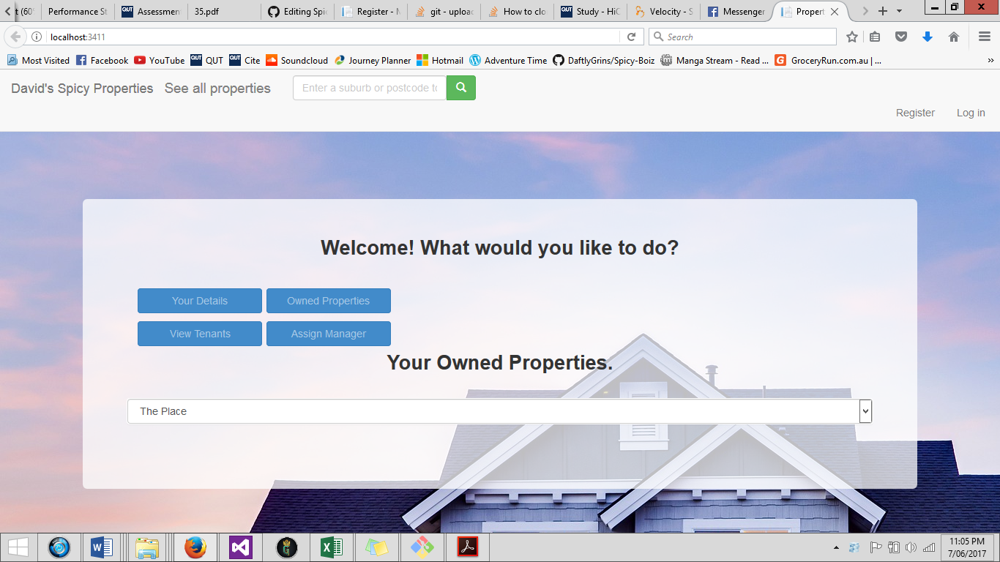 t (60° Performance St Assessment 35.pdf Editing Spic Register - M git - upload How to clo Study - HiC Velocity - S Messenger Propert
localhost:3411 Search
Most Visited Facebook YouTube QUT Cite Soundcloud Journey Planner Hotmail Adventure Time DaftlyGrins/Spicy-Boiz Manga Stream - Read ... GroceryRun.com.au | ... »
David's Spicy Properties See all properties Enter a suburb or postcode to
Register Log in
Welcome! What would you like to do?
Your Details Owned Properties
View Tenants Assign Manager
Your Owned Properties.
The Place
11:05 PM
7/06/2017